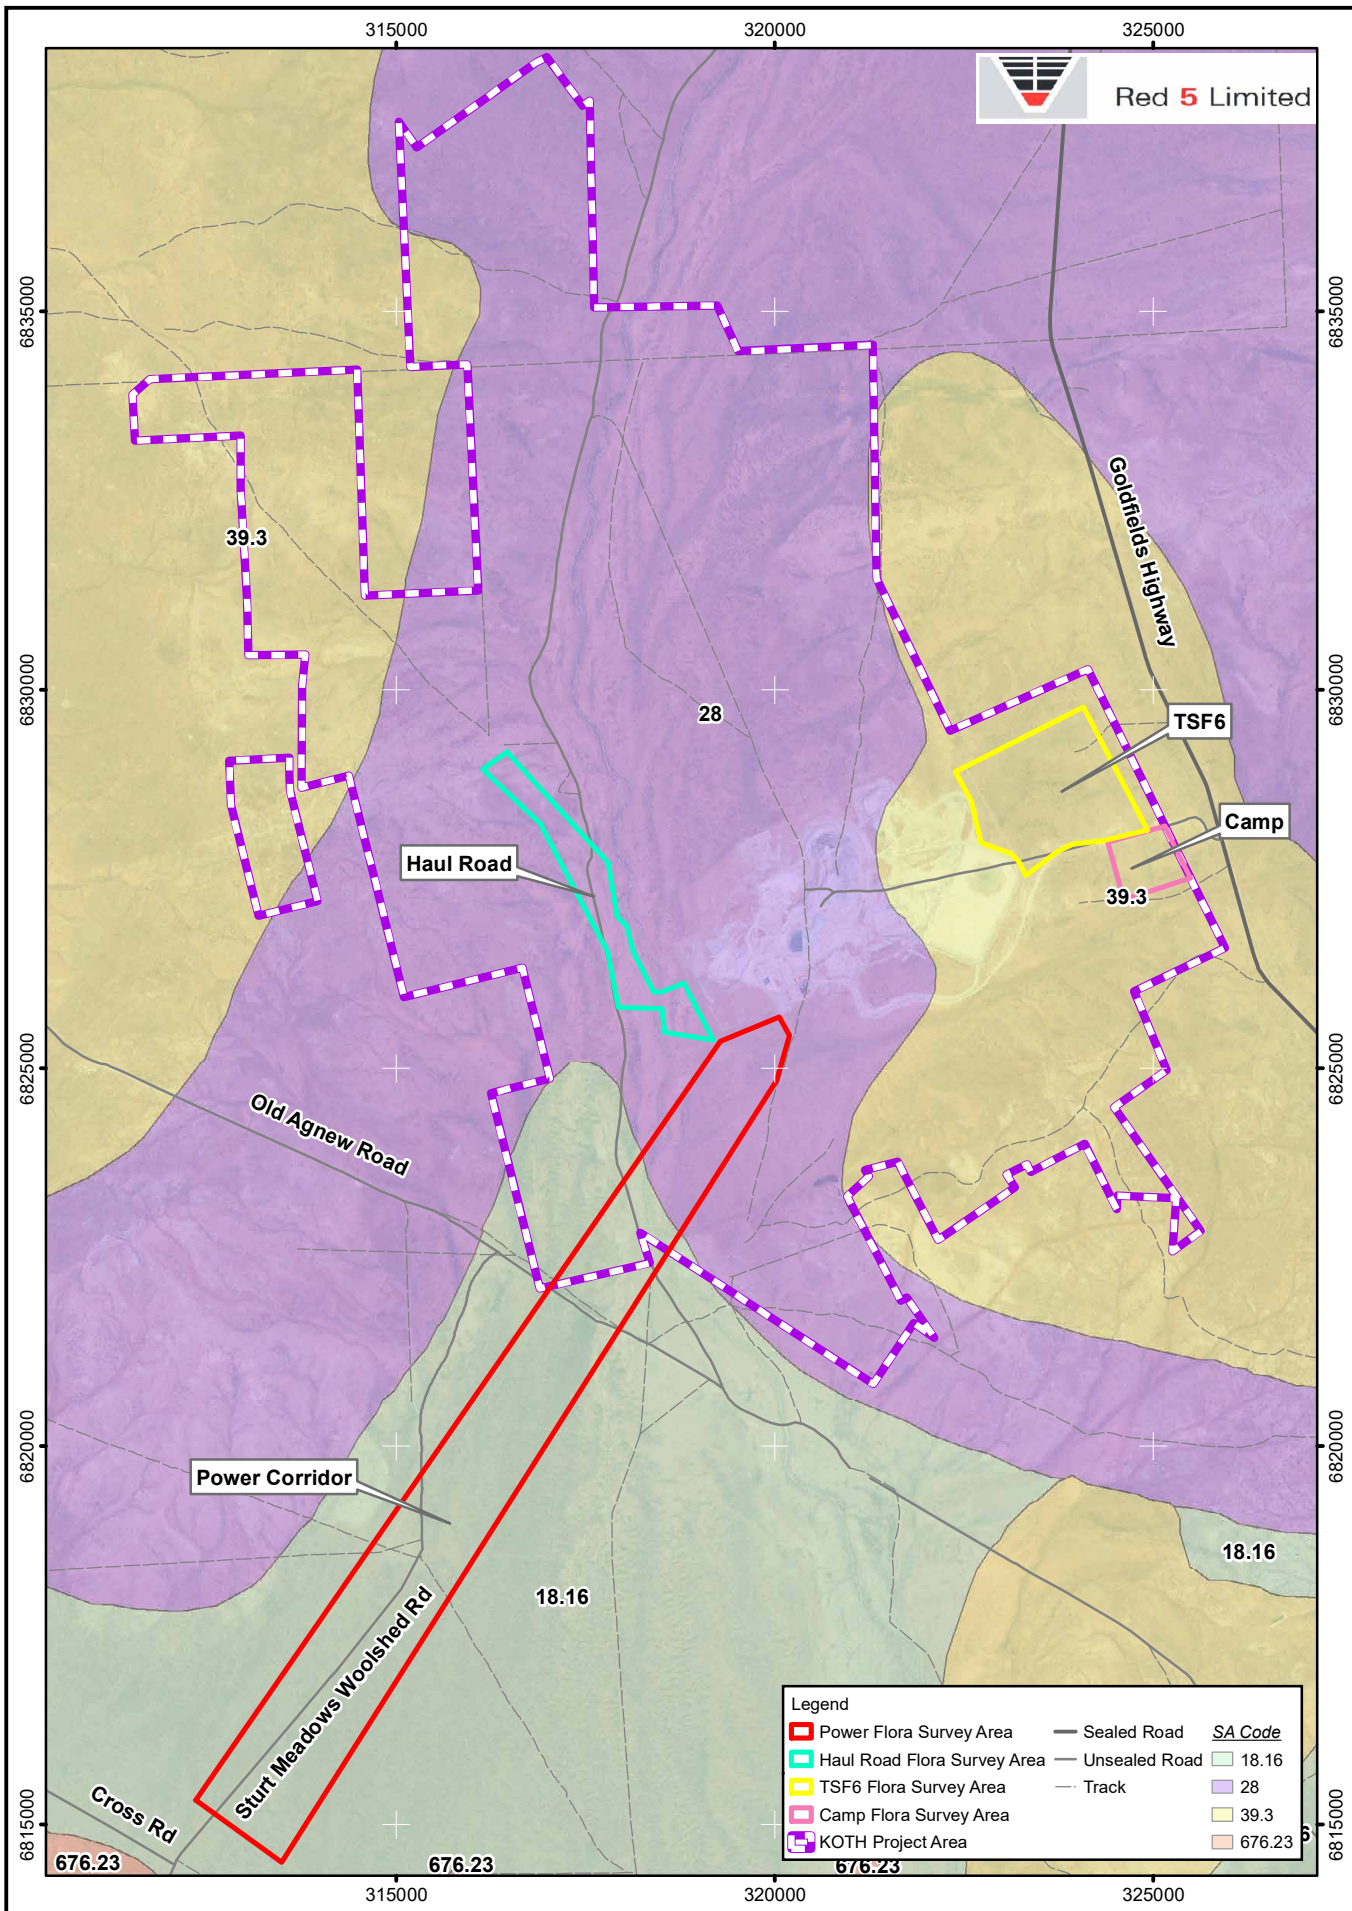 315000
320000
325000
Red 5 Limited
6835000
6835000
Goldfields Highway
39.3
6830000
6830000
28
TSF6
Camp
Haul Road
39.3
6825000
6825000
Old Agnew Road
6820000
6820000
Power Corridor
18.16
18.16
Sturt Meadows Woolshed Rd
Cross Rd
6815000
6815000
676.23
676.23
676.23
Legend
Power Flora Survey Area
Haul Road Flora Survey Area
TSF6 Flora Survey Area
Camp Flora Survey Area
KOTH Project Area
Sealed Road
Unsealed Road
Track
SA Code
18.16
28
39.3
676.23
315000
320000
325000